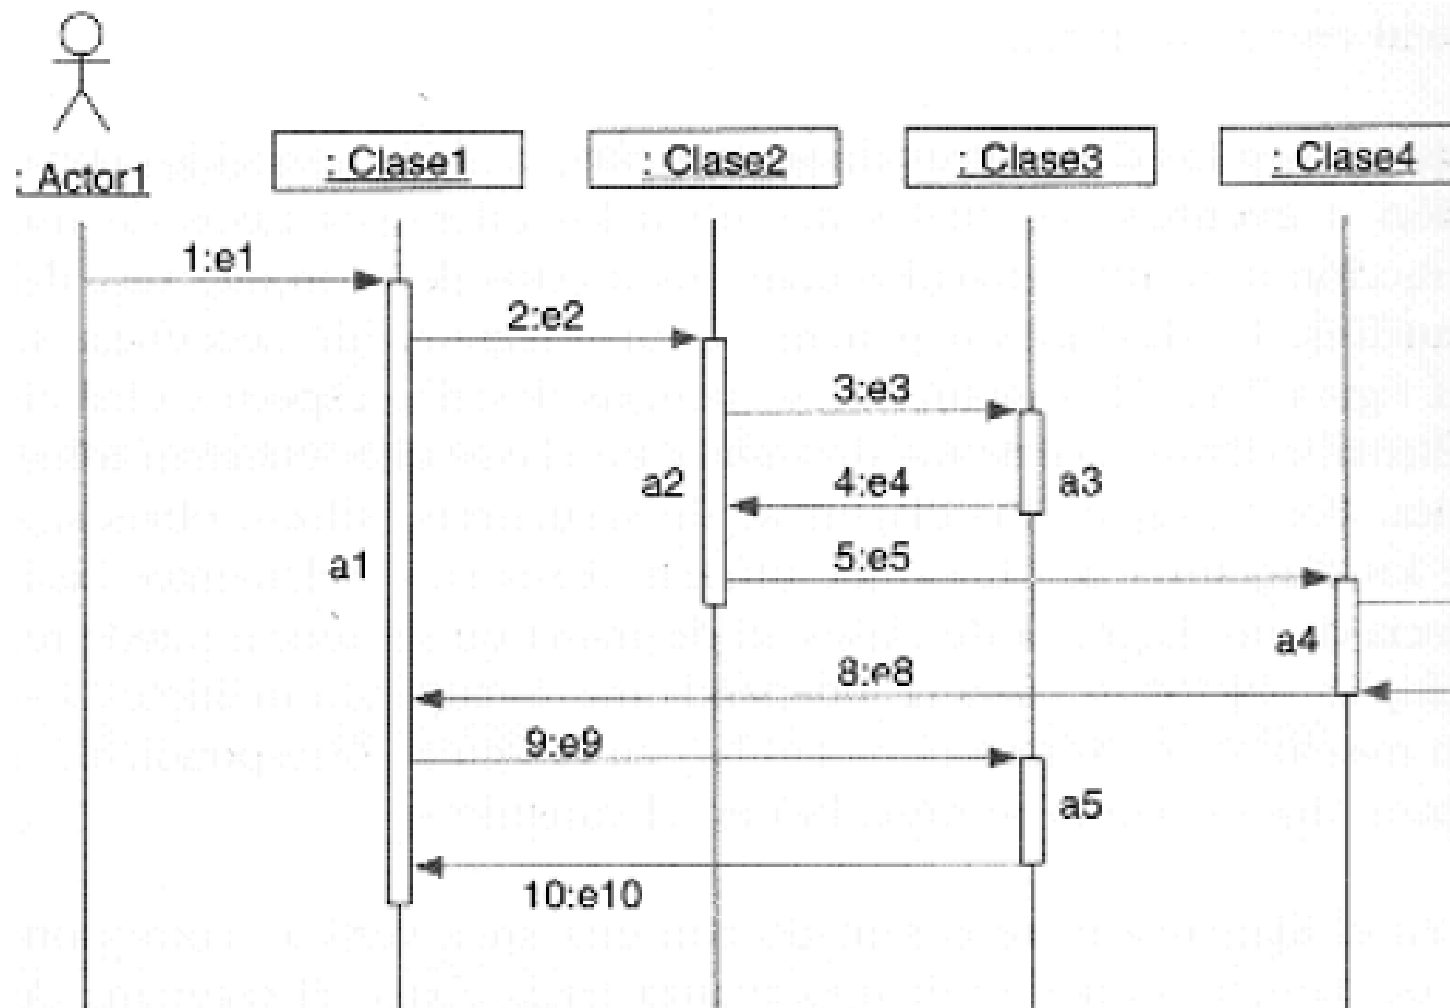 : Actor1
: Clase1
: Clase2
: Clase3
: Clase4
1:e1
2:e2
3:e3
a2
4:e4
a3
a1
5:e5
a4
8:e8
9:e9
a5
10:e10